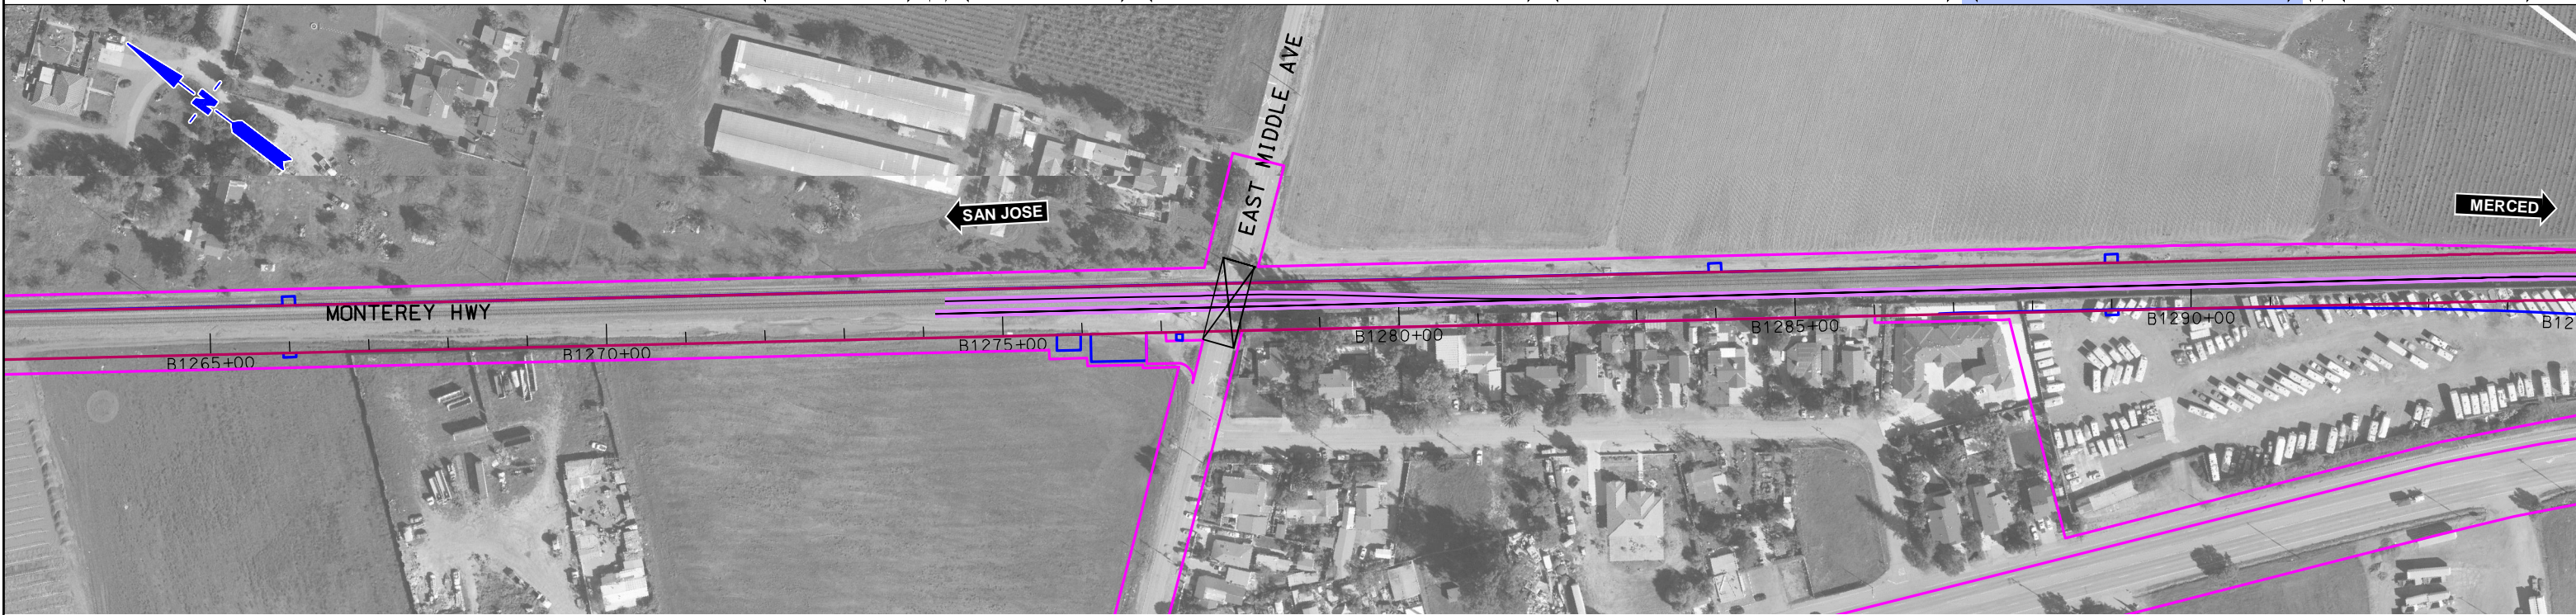 N
EAST MIDDLE AVE
SAN JOSE
MERCED
MONTEREY HWY
B1265+00
B1270+00
B1275+00
B1280+00
B1285+00
B1290+00
B12